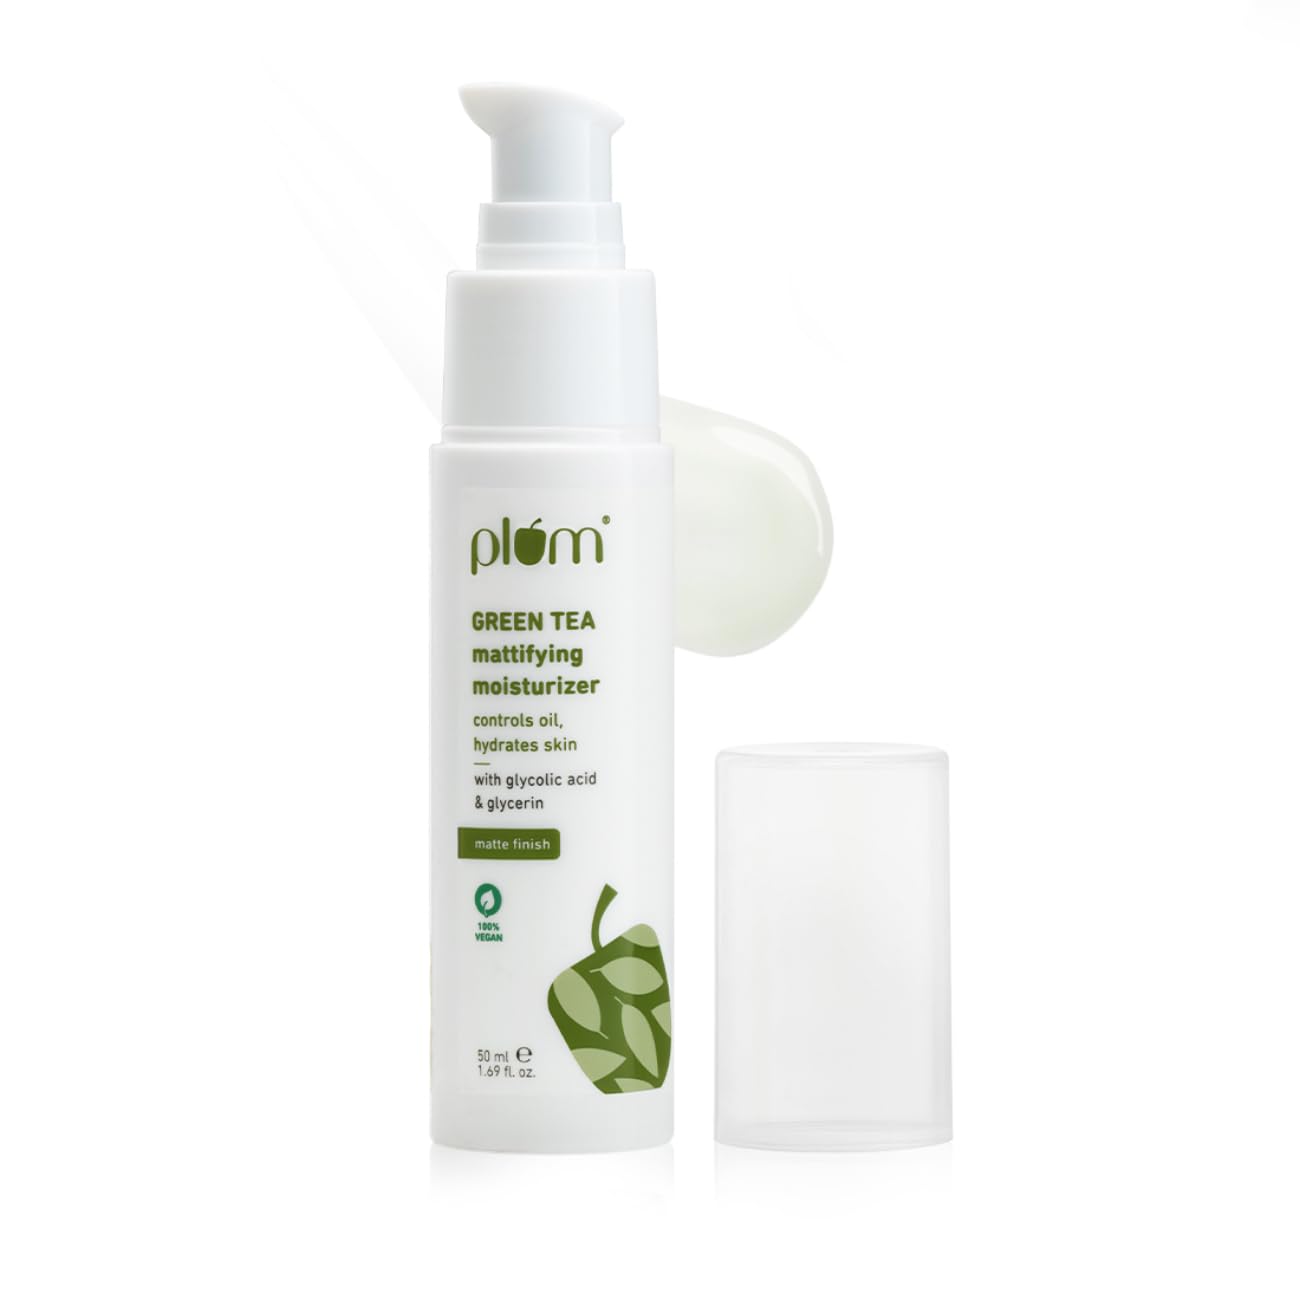 plum®
GREEN TEA
mattifying
moisturizer
controls oil,
hydrates skin
with glycolic acid
& glycerin
matte finish
100%
VEGAN
50 ml ℮
1.69 fl. oz.